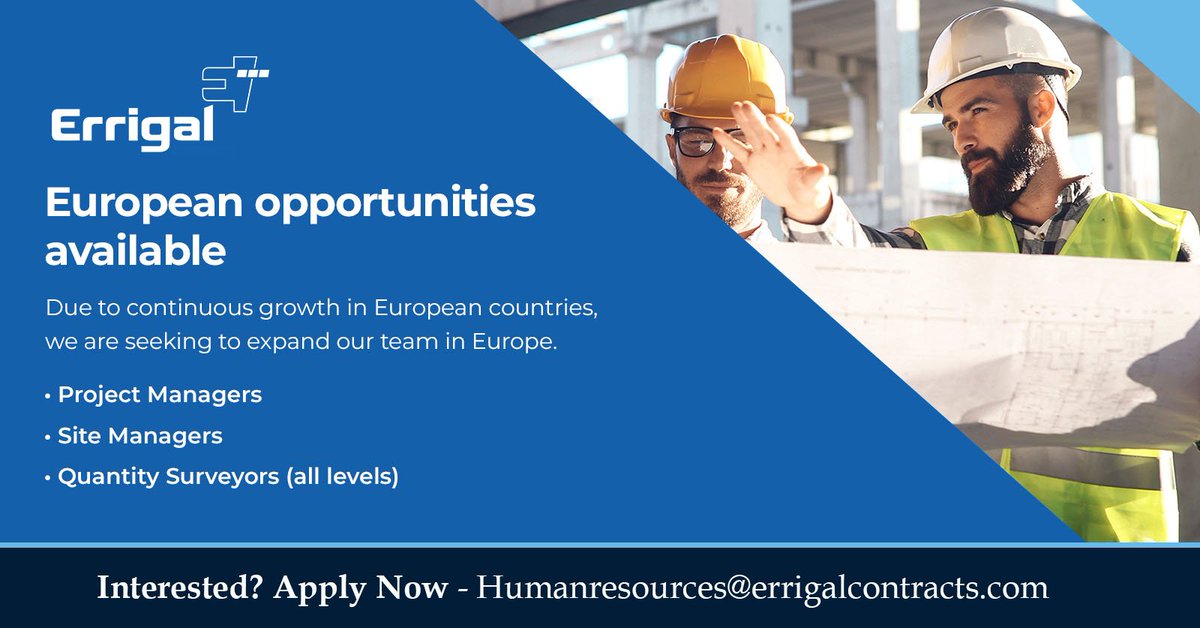 Errigal
European opportunities
available
Due to continuous growth in European countries,
we are seeking to expand our team in Europe.
• Project Managers
• Site Managers
• Quantity Surveyors (all levels)
Interested? Apply Now - Humanresources@errigalcontracts.com